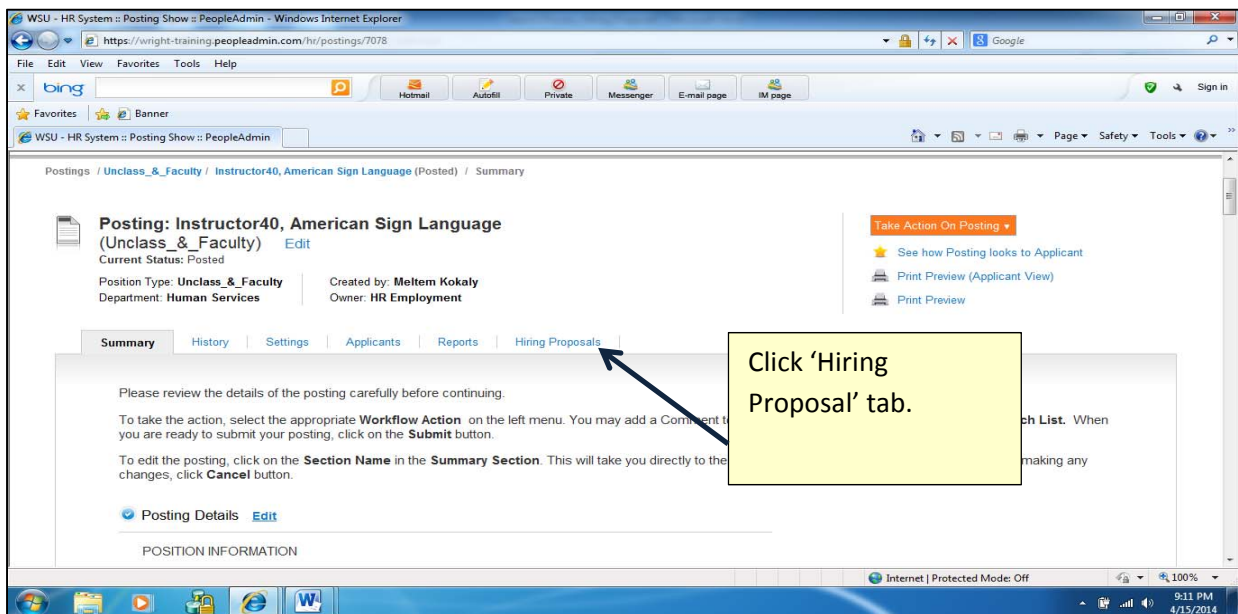 WSU - HR System :: Posting Show :: PeopleAdmin - Windows Internet Explorer
https://wright-training.peopleadmin.com/hr/postings/7078
Google
File Edit View Favorites Tools Help
bing
Hotmail Autofill Private Messenger E-mail page IM page
Sign in
Favorites Banner
WSU - HR System :: Posting Show :: PeopleAdmin
Page Safety Tools
Postings / Unclass_&_Faculty / Instructor40, American Sign Language (Posted) / Summary
Posting: Instructor40, American Sign Language
(Unclass_&_Faculty) Edit
Current Status: Posted
Position Type: Unclass_&_Faculty
Department: Human Services
Created by: Meltem Kokaly
Owner: HR Employment
Take Action On Posting
See how Posting looks to Applicant
Print Preview (Applicant View)
Print Preview
Summary History Settings Applicants Reports Hiring Proposals
Click ‘Hiring
Proposal’ tab.
Please review the details of the posting carefully before continuing.
To take the action, select the appropriate Workflow Action on the left menu. You may add a Comment t ch List. When
you are ready to submit your posting, click on the Submit button.
To edit the posting, click on the Section Name in the Summary Section. This will take you directly to the making any
changes, click Cancel button.
Posting Details Edit
POSITION INFORMATION
Internet | Protected Mode: Off
100%
9:11 PM
4/15/2014